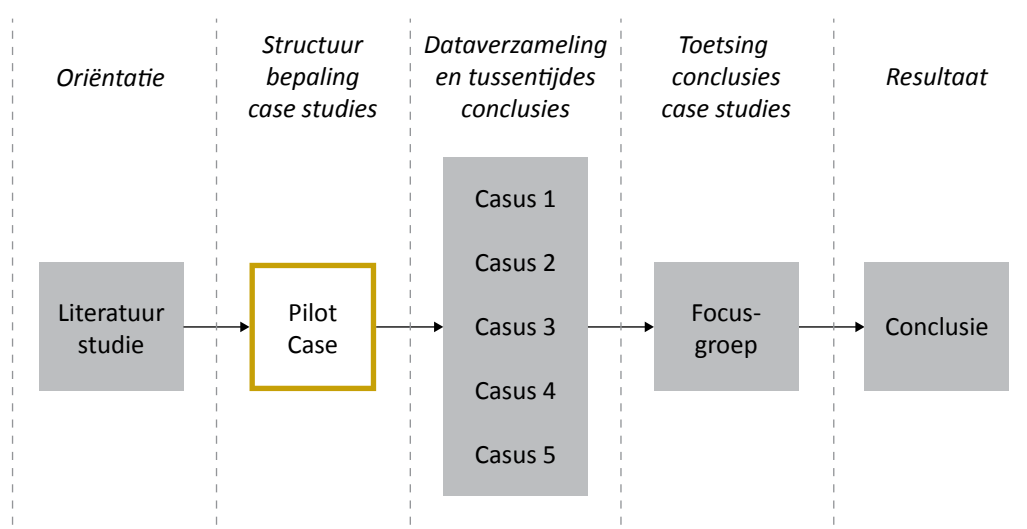 Oriëntatie
Structuur
bepaling
case studies
Dataverzameling
en tussentijdes
conclusies
Toetsing
conclusies
case studies
Resultaat
Literatuur
studie
Pilot
Case
Casus 1
Casus 2
Casus 3
Casus 4
Casus 5
Focus-
groep
Conclusie